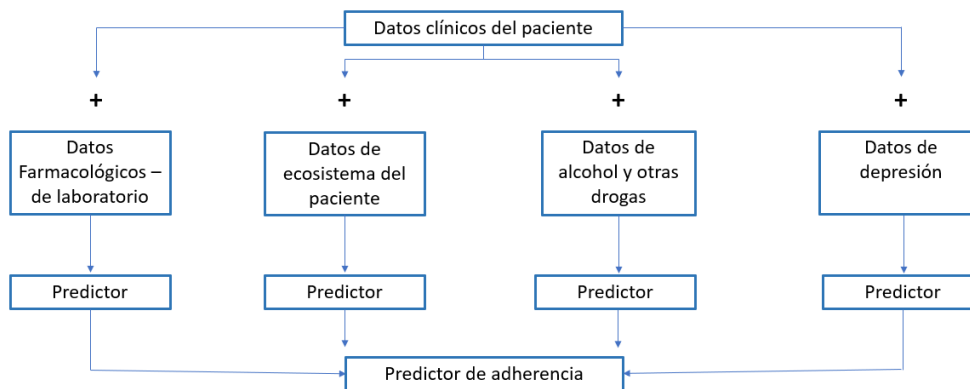 Datos clínicos del paciente
+ + + +
Datos
Farmacológicos –
de laboratorio
Datos de
ecosistema del
paciente
Datos de
alcohol y otras
drogas
Datos de
depresión
Predictor
Predictor
Predictor
Predictor
Predictor de adherencia